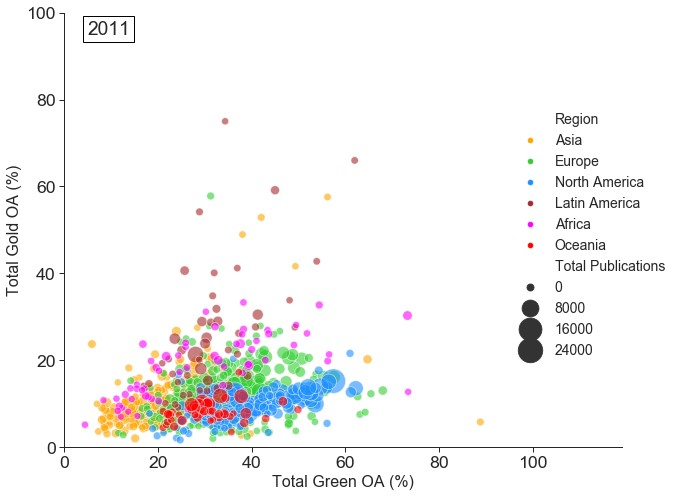 2011
100
80
60
40
20
0
Total Gold OA (%)
0 20 40 60 80 100
Total Green OA (%)
Region
Asia
Europe
North America
Latin America
Africa
Oceania
Total Publications
0
8000
16000
24000